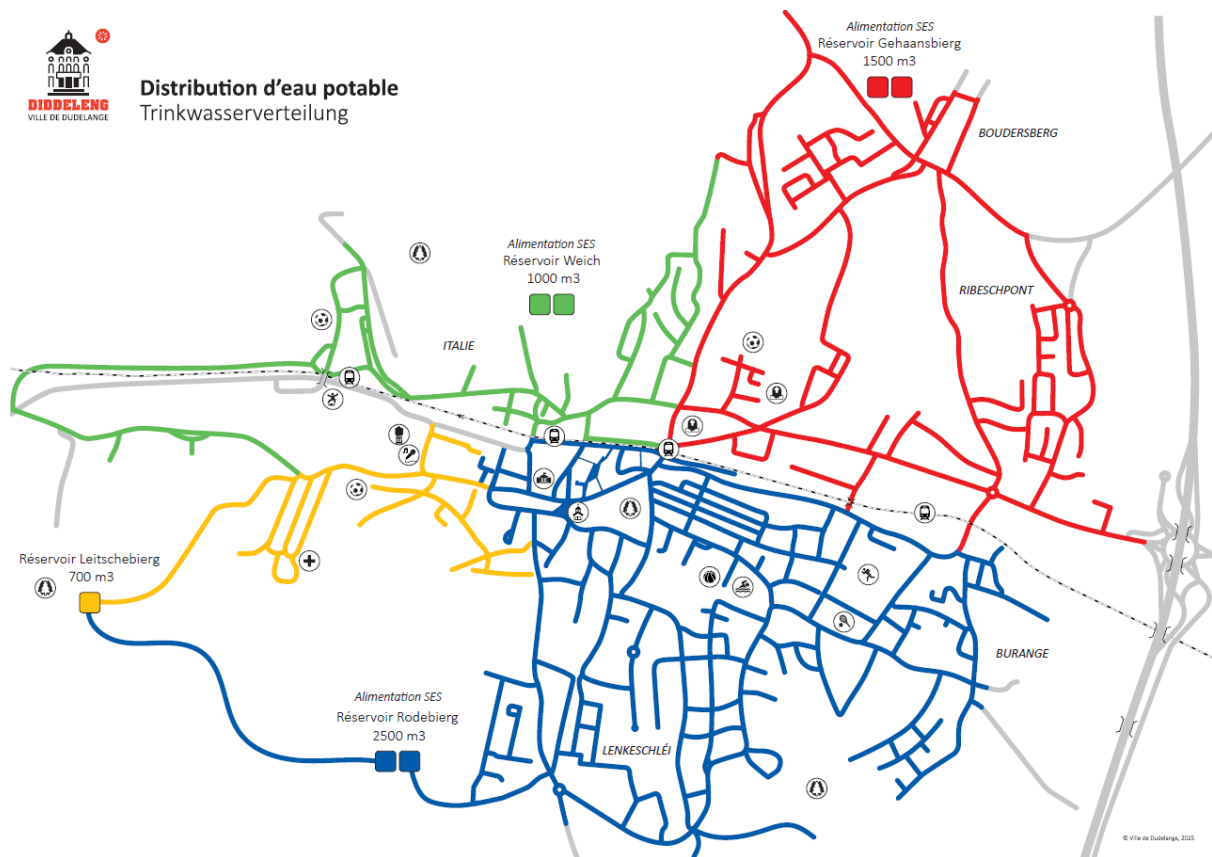 DIDDELENG
VILLE DE DUDELANGE
Distribution d'eau potable
Trinkwasserverteilung
Alimentation SES
Réservoir Gehaansbierg
1500 m3
BOUDERSBERG
Alimentation SES
Réservoir Weich
1000 m3
RIBESCHPONT
ITALIE
Réservoir Leitschebierg
700 m3
BURANGE
Alimentation SES
Réservoir Rodebierg
2500 m3
LENKESCHLÉI
© Ville de Dudelange, 2025